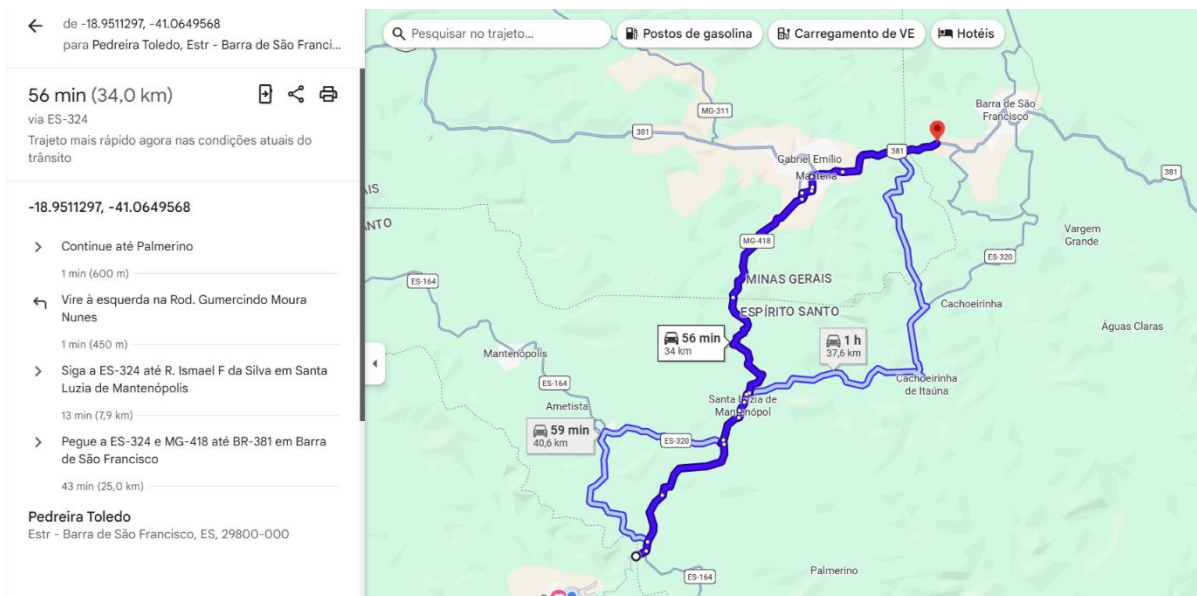 de -18.9511297, -41.0649568
para Pedreira Toledo, Estr - Barra de São Franci...
56 min (34,0 km)
via ES-324
Trajeto mais rápido agora nas condições atuais do
trânsito
-18.9511297, -41.0649568
Continue até Palmerino
1 min (600 m)
Vire à esquerda na Rod. Gumercindo Moura
Nunes
1 min (450 m)
Siga a ES-324 até R. Ismael F da Silva em Santa
Luzia de Mantenópolis
13 min (7,9 km)
Pegue a ES-324 e MG-418 até BR-381 em Barra
de São Francisco
43 min (25,0 km)
Pedreira Toledo
Estr - Barra de São Francisco, ES, 29800-000
Pesquisar no trajeto...
Postos de gasolina
Carregamento de VE
Hotéis
Barra de São
Francisco
MG-311
381
381
Gabriel Emílio
Mantena
381
AIS
NTO
MG-418
Vargem
Grande
ES-320
ES-164
MINAS GERAIS
ESPÍRITO SANTO
Cachoeirinha
Águas Claras
56 min
34 km
1 h
37,6 km
Mantenópolis
ES-164
Cachoeirinha
de Itaúna
Santa Luzia de
Mantenópol
Ametista
59 min
40,6 km
ES-320
ES-164
Palmerino